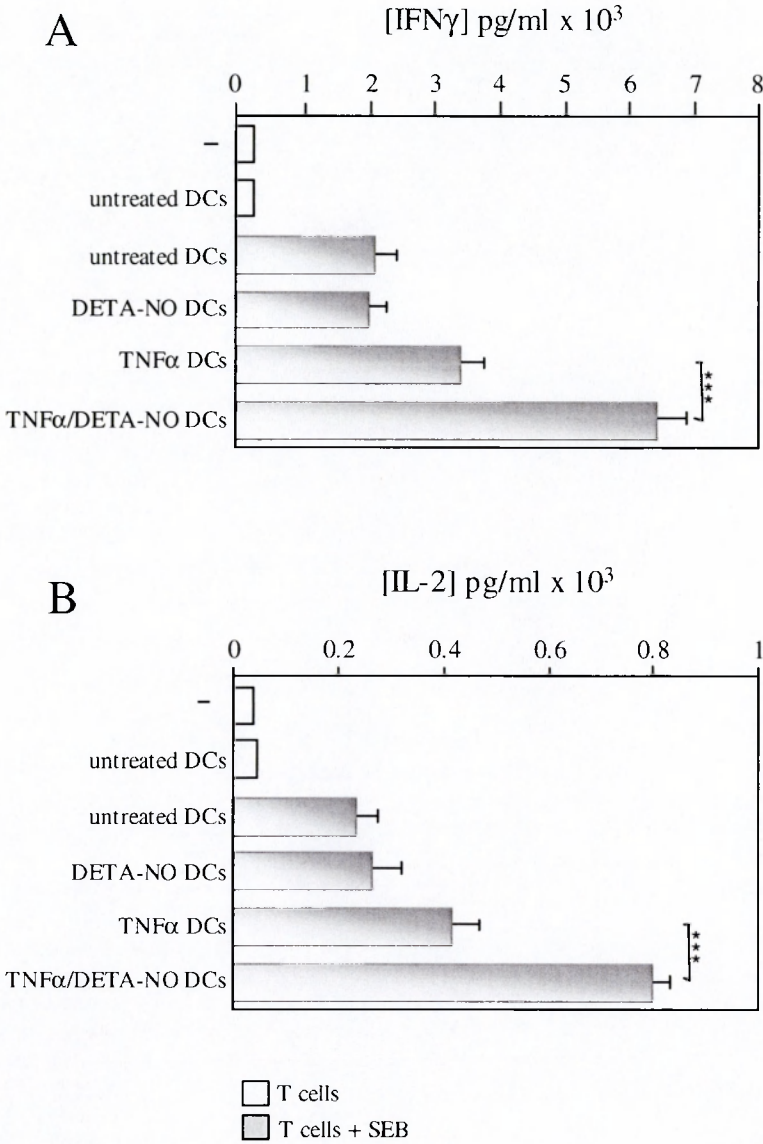 A
[IFNγ] pg/ml x 10³
0 1 2 3 4 5 6 7 8
–
untreated DCs
untreated DCs
DETA-NO DCs
TNFα DCs
TNFα/DETA-NO DCs
***
B
[IL-2] pg/ml x 10³
0 0.2 0.4 0.6 0.8 1
–
untreated DCs
untreated DCs
DETA-NO DCs
TNFα DCs
TNFα/DETA-NO DCs
***
T cells
T cells + SEB